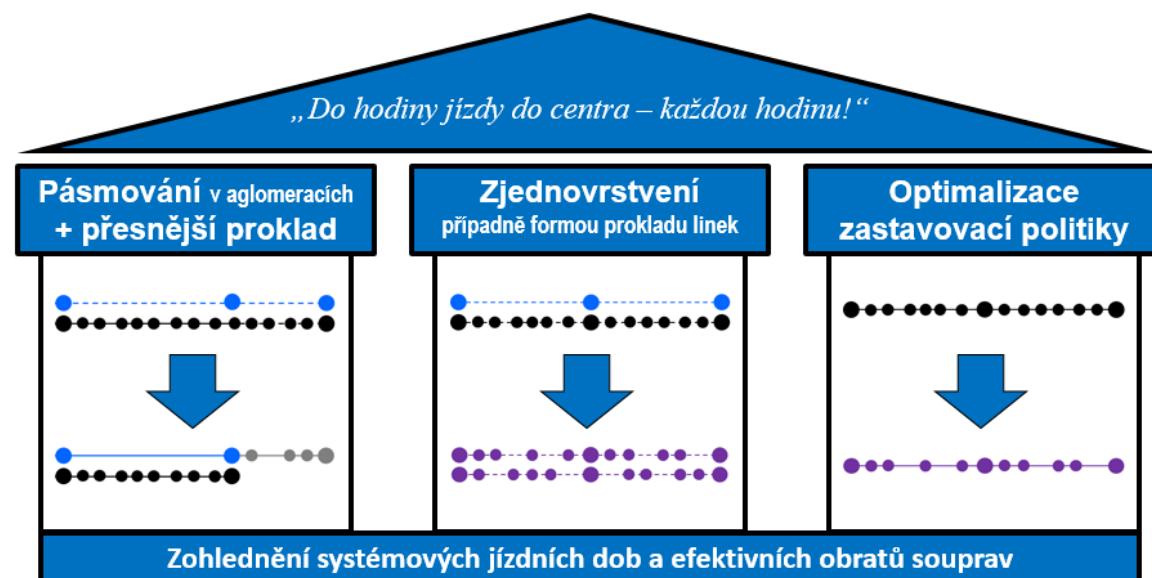 „Do hodiny jízdy do centra – každou hodinu!“
Pásmování v aglomeracích
+ přesnější proklad
Zjednovrstvení
případně formou prokladu linek
Optimalizace
zastavovací politiky
Zohlednění systémových jízdních dob a efektivních obratů souprav